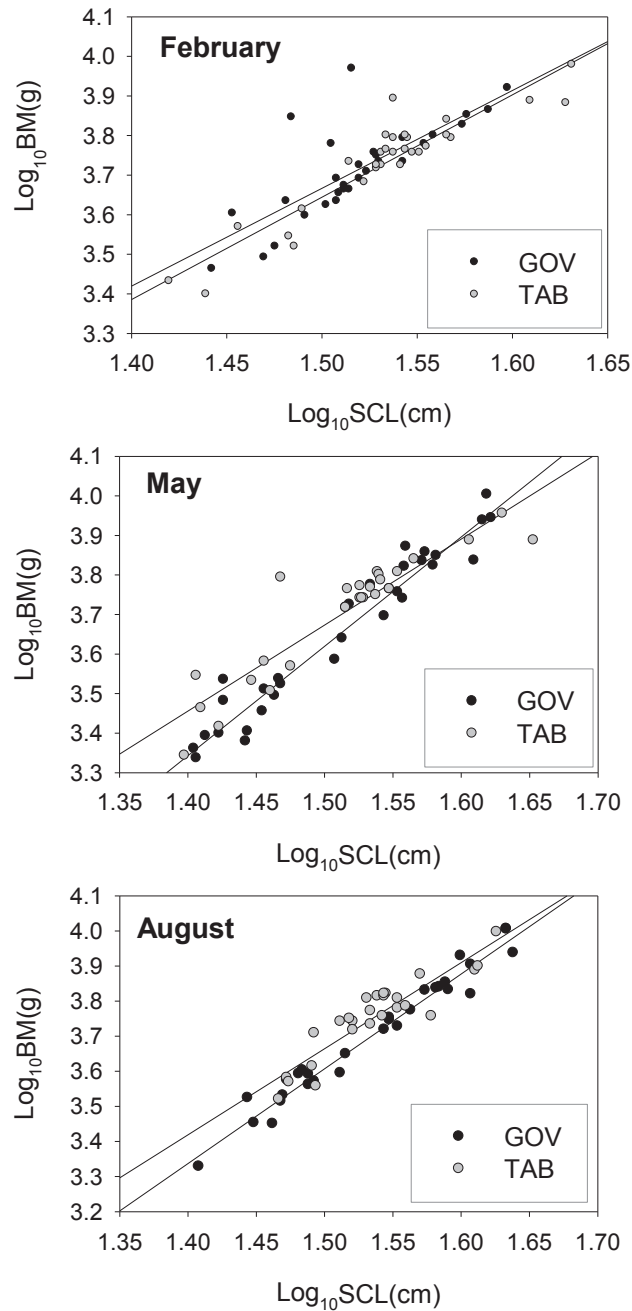 February
Log10BM(g)
4.1
4.0
3.9
3.8
3.7
3.6
3.5
3.4
3.3
GOV
TAB
1.40 1.45 1.50 1.55 1.60 1.65
Log10SCL(cm)
May
Log10BM(g)
4.1
4.0
3.9
3.8
3.7
3.6
3.5
3.4
3.3
GOV
TAB
1.35 1.40 1.45 1.50 1.55 1.60 1.65 1.70
Log10SCL(cm)
August
Log10BM(g)
4.1
4.0
3.9
3.8
3.7
3.6
3.5
3.4
3.3
3.2
GOV
TAB
1.35 1.40 1.45 1.50 1.55 1.60 1.65 1.70
Log10SCL(cm)